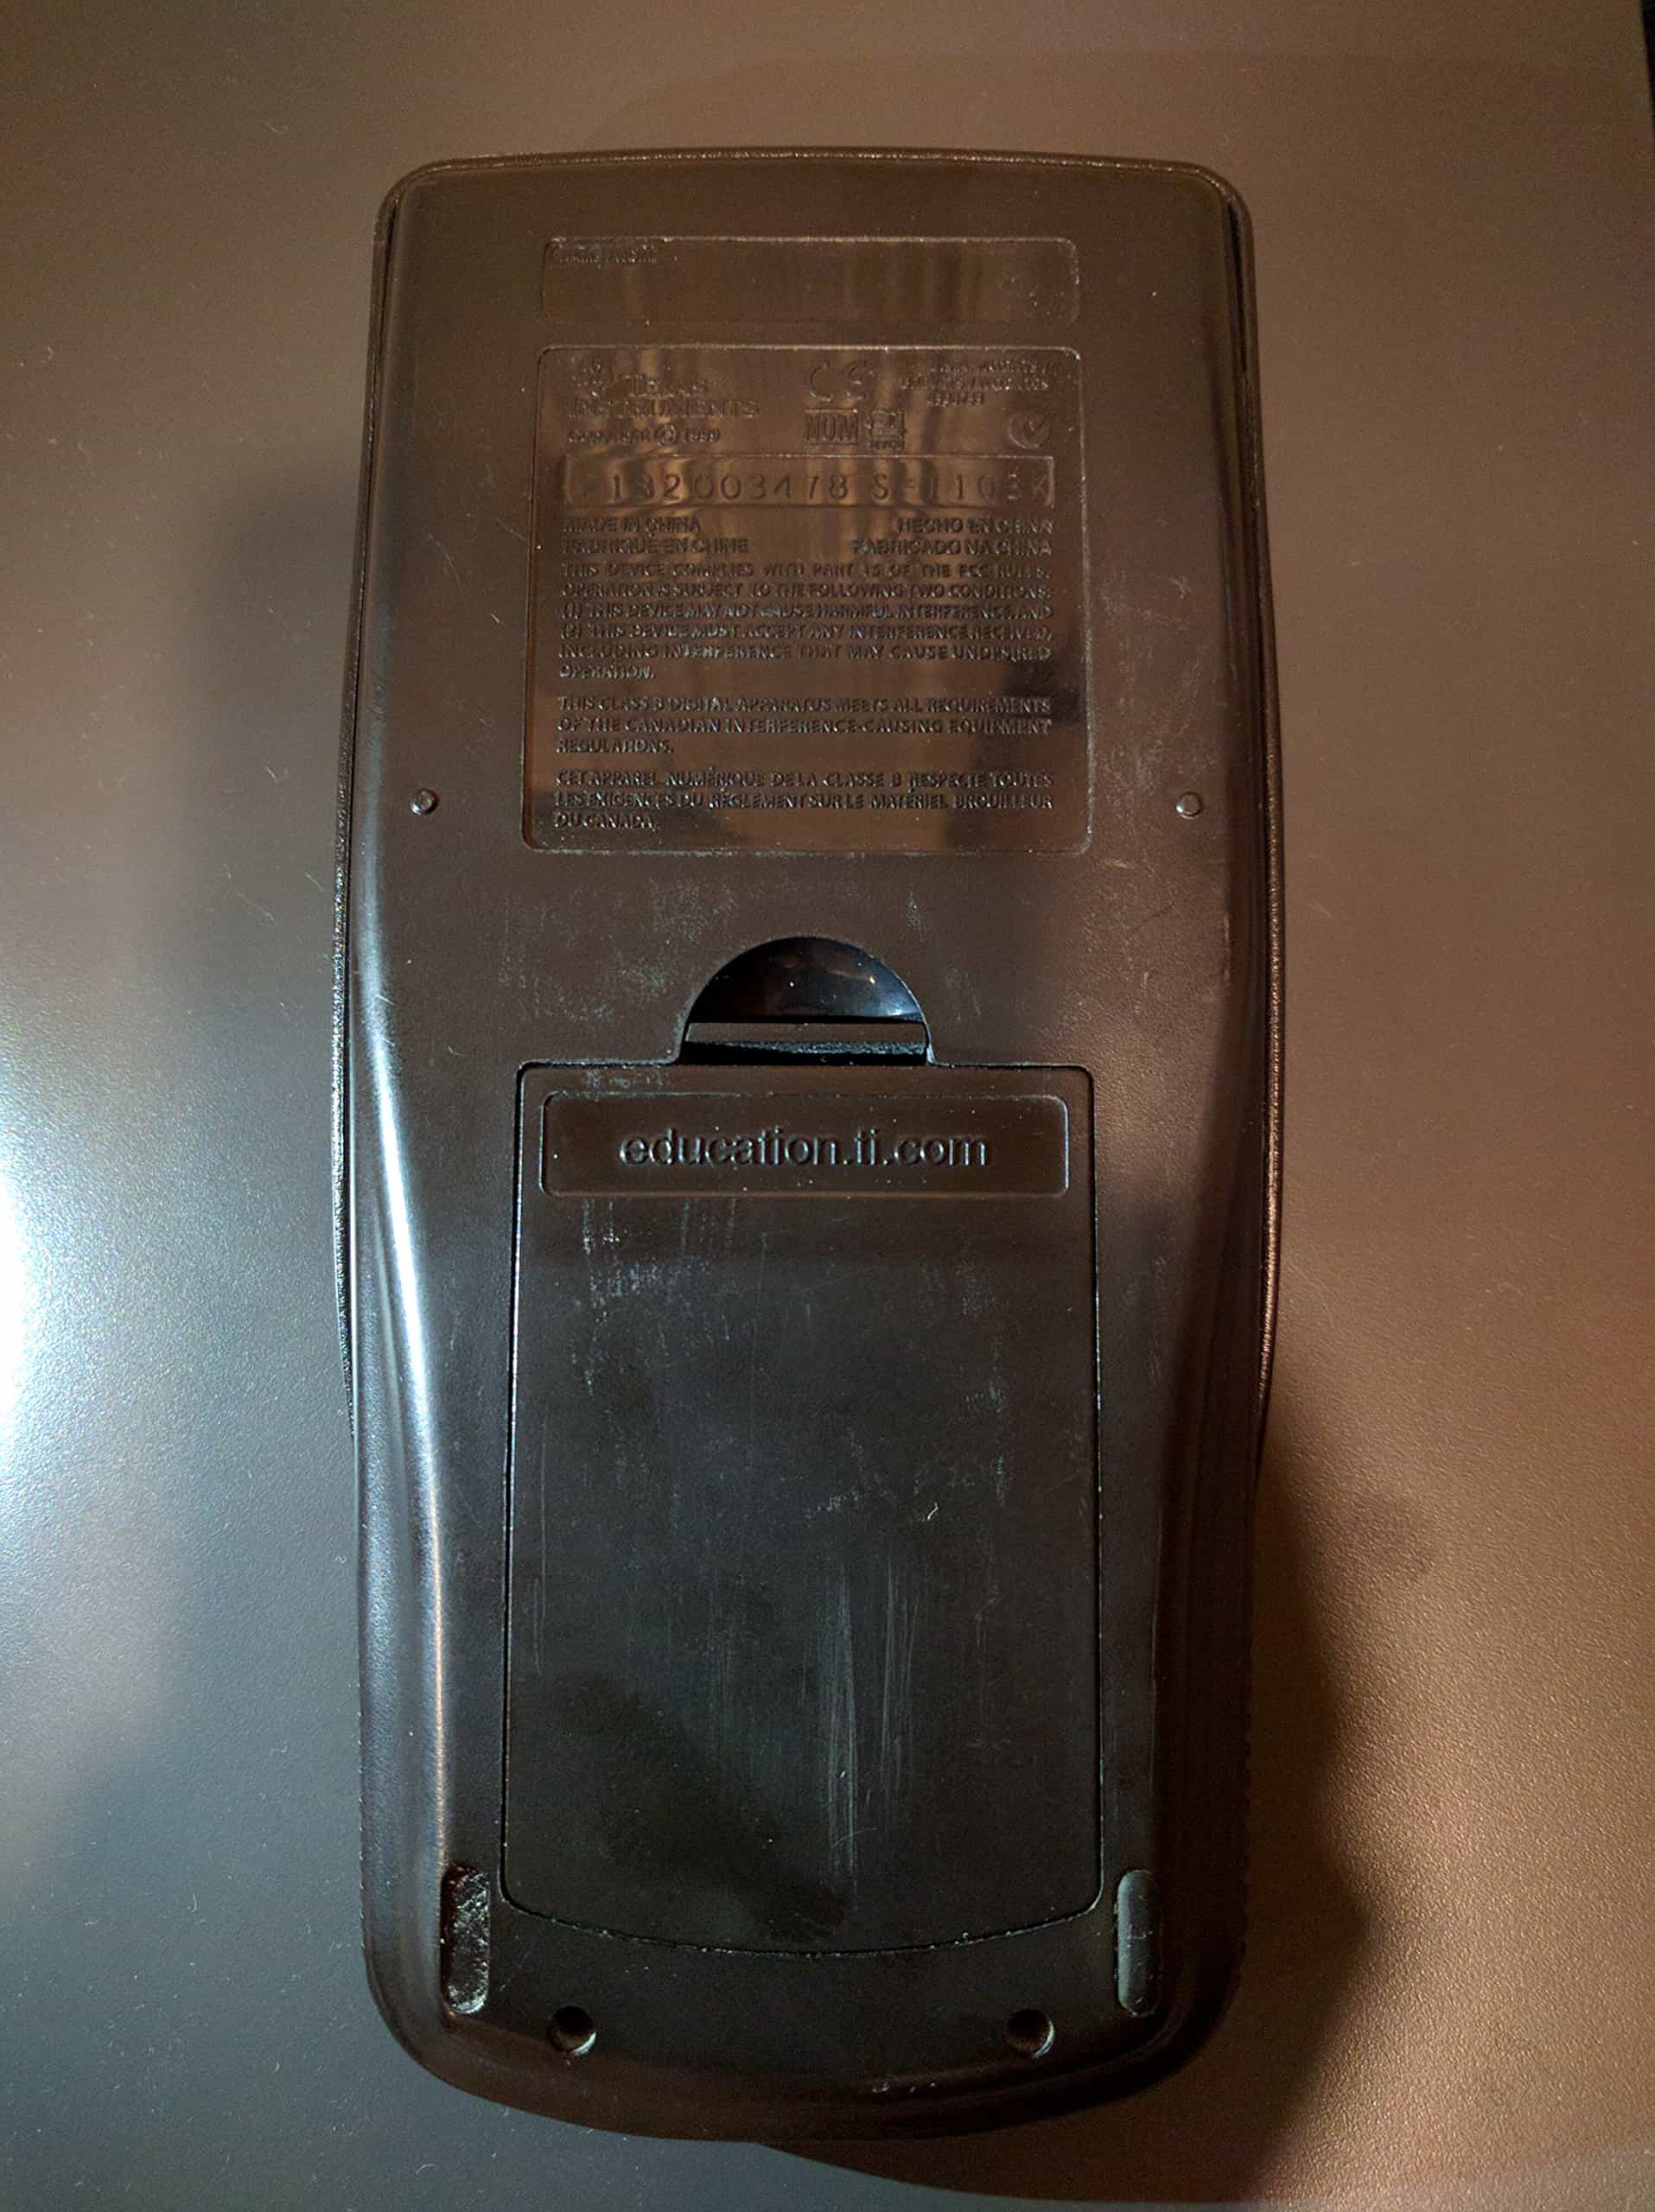 TEXAS
INSTRUMENTS
Copyright © 1999
CE
NOM
132003478 S-1103
MADE IN CHINA HECHO EN CHINA
FABRIQUE EN CHINE FABRICADO NA CHINA
THIS DEVICE COMPLIES WITH PART 15 OF THE FCC RULES.
OPERATION IS SUBJECT TO THE FOLLOWING TWO CONDITIONS:
(1) THIS DEVICE MAY NOT CAUSE HARMFUL INTERFERENCE, AND
(2) THIS DEVICE MUST ACCEPT ANY INTERFERENCE RECEIVED,
INCLUDING INTERFERENCE THAT MAY CAUSE UNDESIRED
OPERATION.
THIS CLASS B DIGITAL APPARATUS MEETS ALL REQUIREMENTS
OF THE CANADIAN INTERFERENCE-CAUSING EQUIPMENT
REGULATIONS.
CET APPAREL NUMÉRIQUE DE LA CLASSE B RESPECTE TOUTES
LES EXIGENCES DU RÈGLEMENT SUR LE MATÉRIEL BROUILLEUR
DU CANADA.
education.ti.com